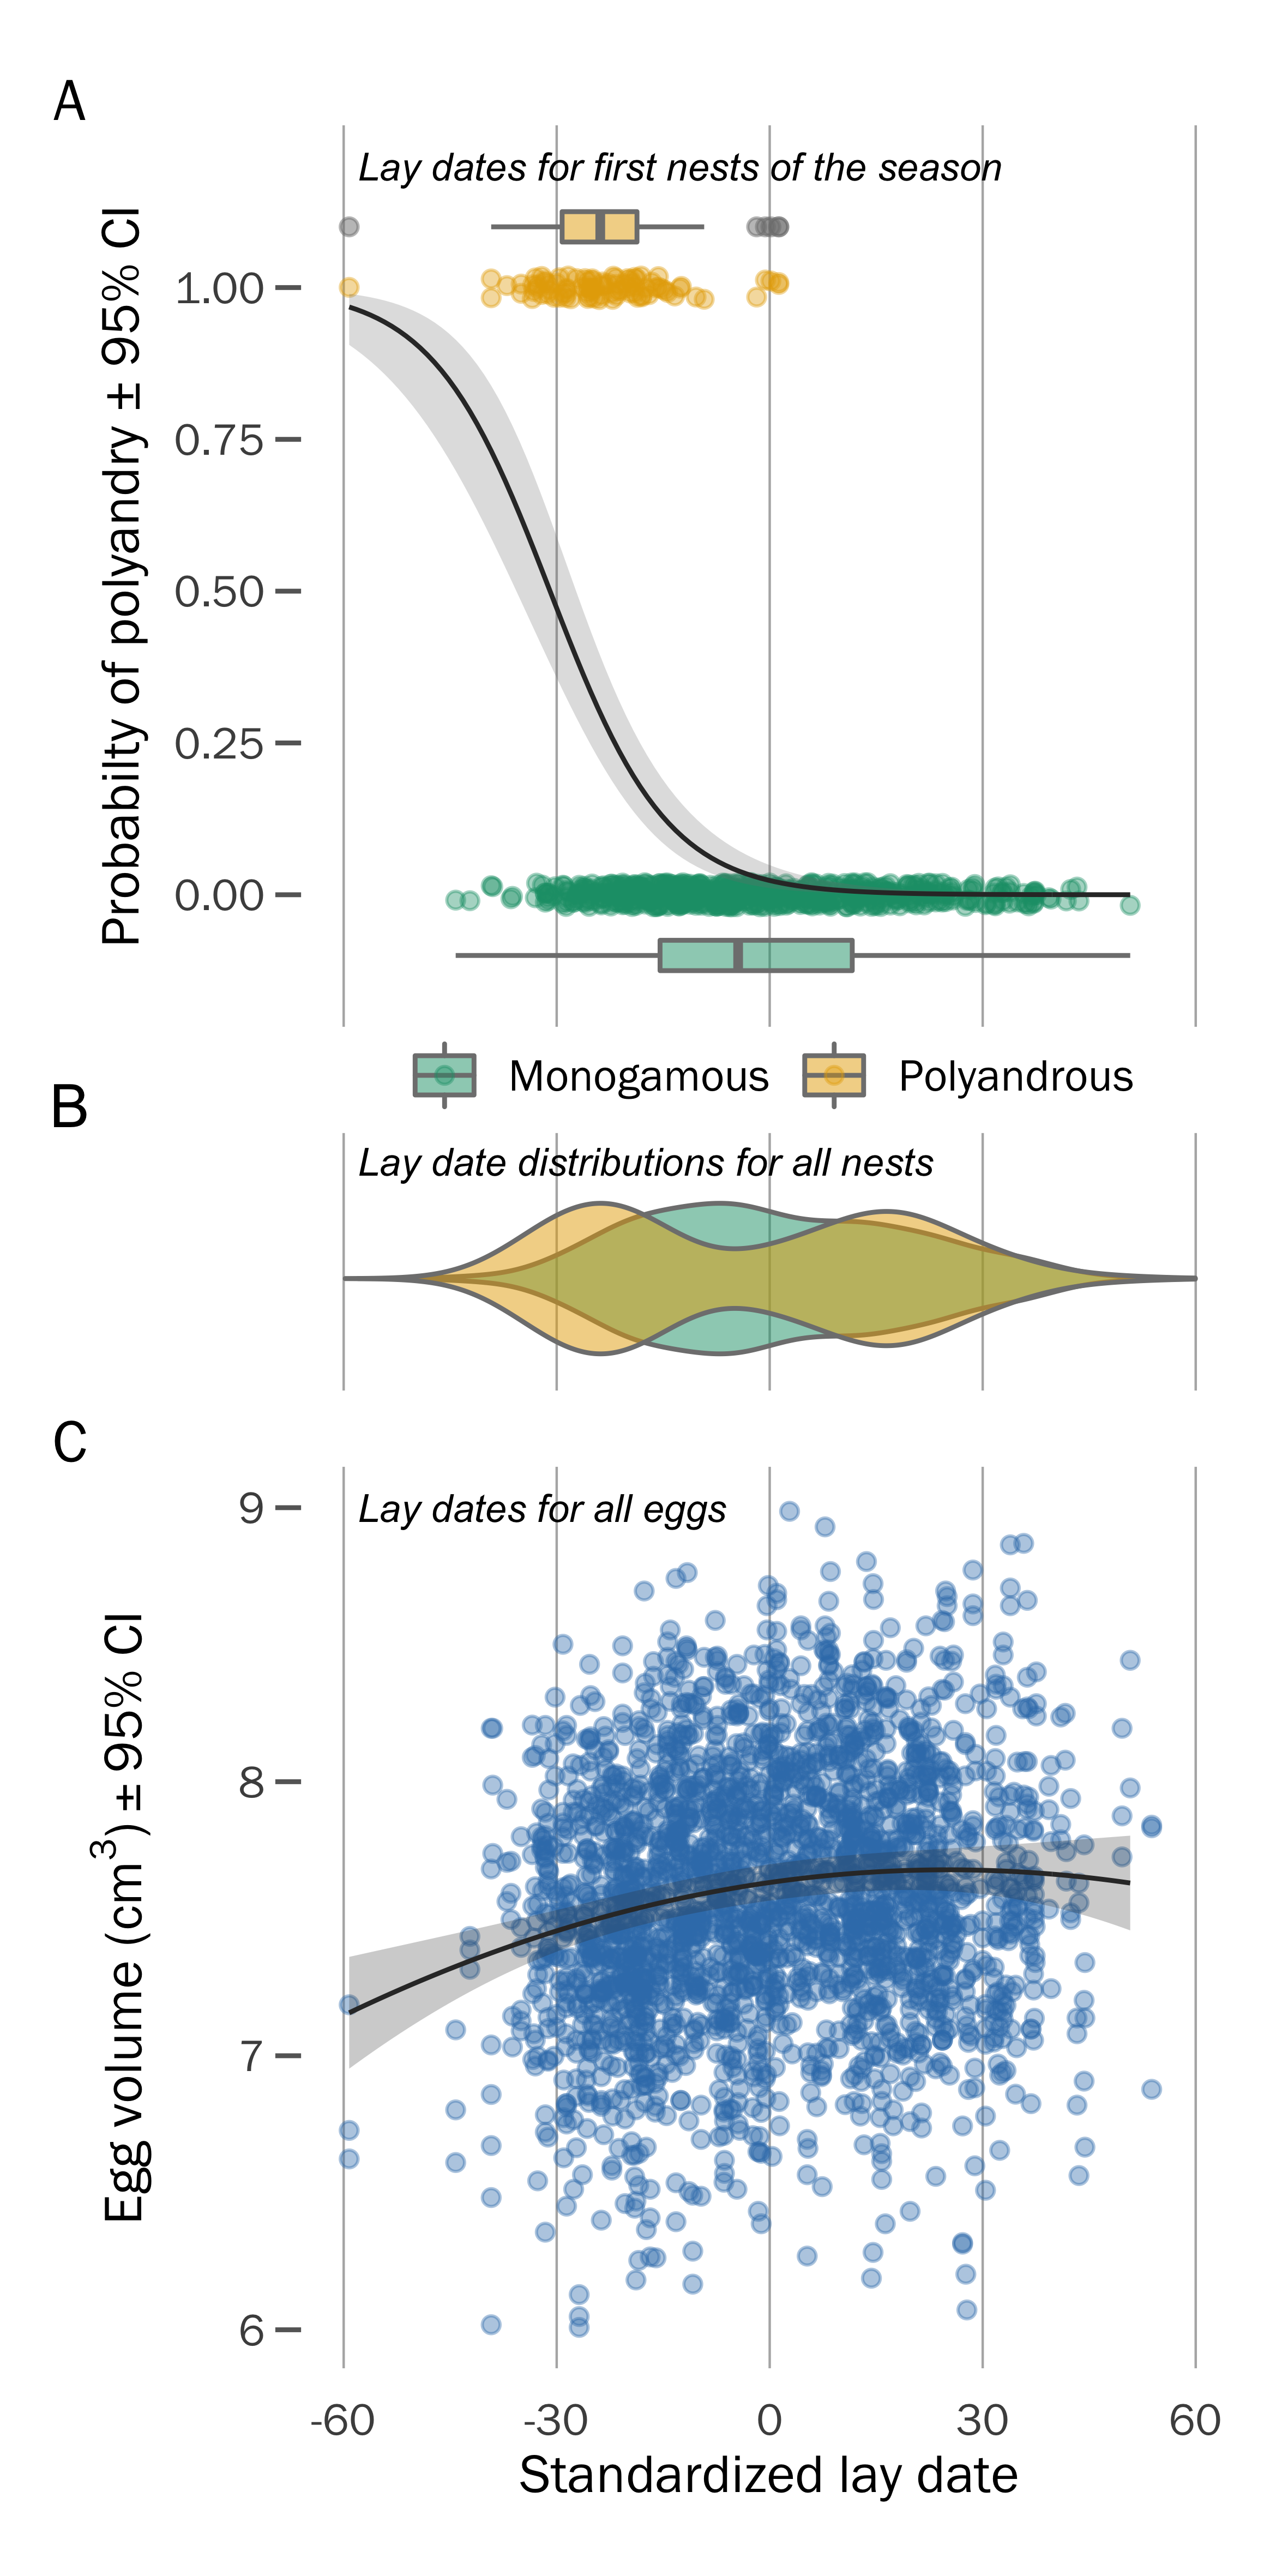 A
Lay dates for first nests of the season
Probabilty of polyandry ± 95% CI
1.00
0.75
0.50
0.25
0.00
Monogamous
Polyandrous
B
Lay date distributions for all nests
C
Lay dates for all eggs
Egg volume (cm³) ± 95% CI
9
8
7
6
-60 -30 0 30 60
Standardized lay date